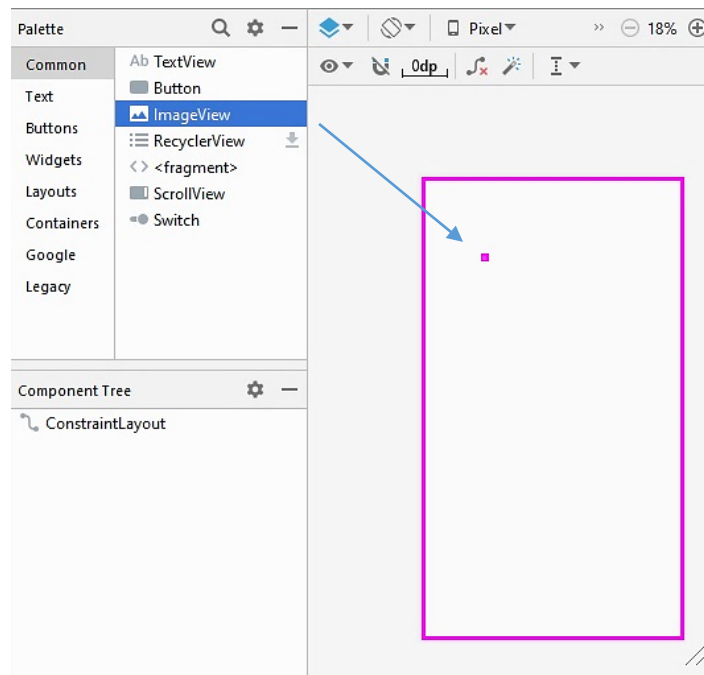 Palette
Pixel
18%
Common
Text
Buttons
Widgets
Layouts
Containers
Google
Legacy
Ab TextView
Button
ImageView
RecyclerView
<fragment>
ScrollView
Switch
0dp
Component Tree
ConstraintLayout